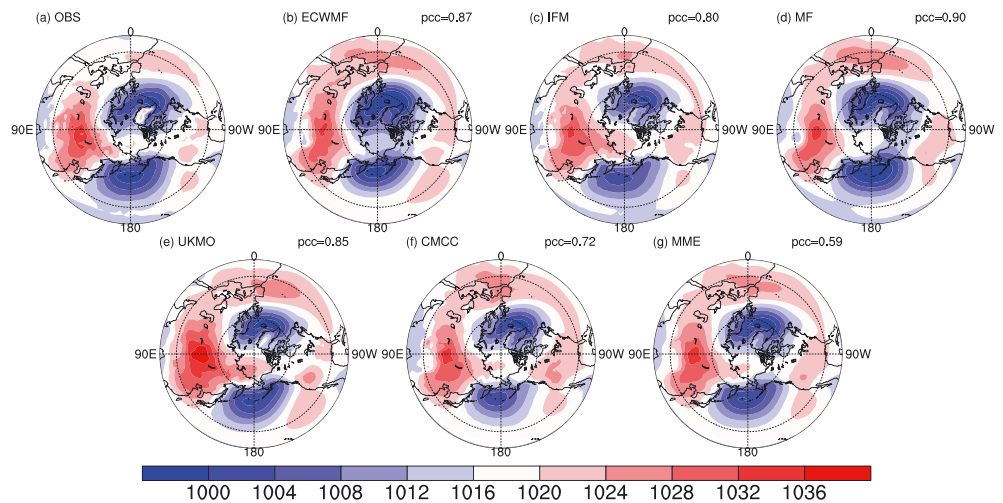 (a) OBS
(b) ECWMF pcc=0.87
(c) IFM pcc=0.80
(d) MF pcc=0.90
0 0 0 0
90E 90W 90E 90W 90E 90W 90E 90W
180 180 180 180
(e) UKMO pcc=0.85
(f) CMCC pcc=0.72
(g) MME pcc=0.59
0 0 0
90E 90W 90E 90W 90E 90W
180 180 180
1000 1004 1008 1012 1016 1020 1024 1028 1032 1036